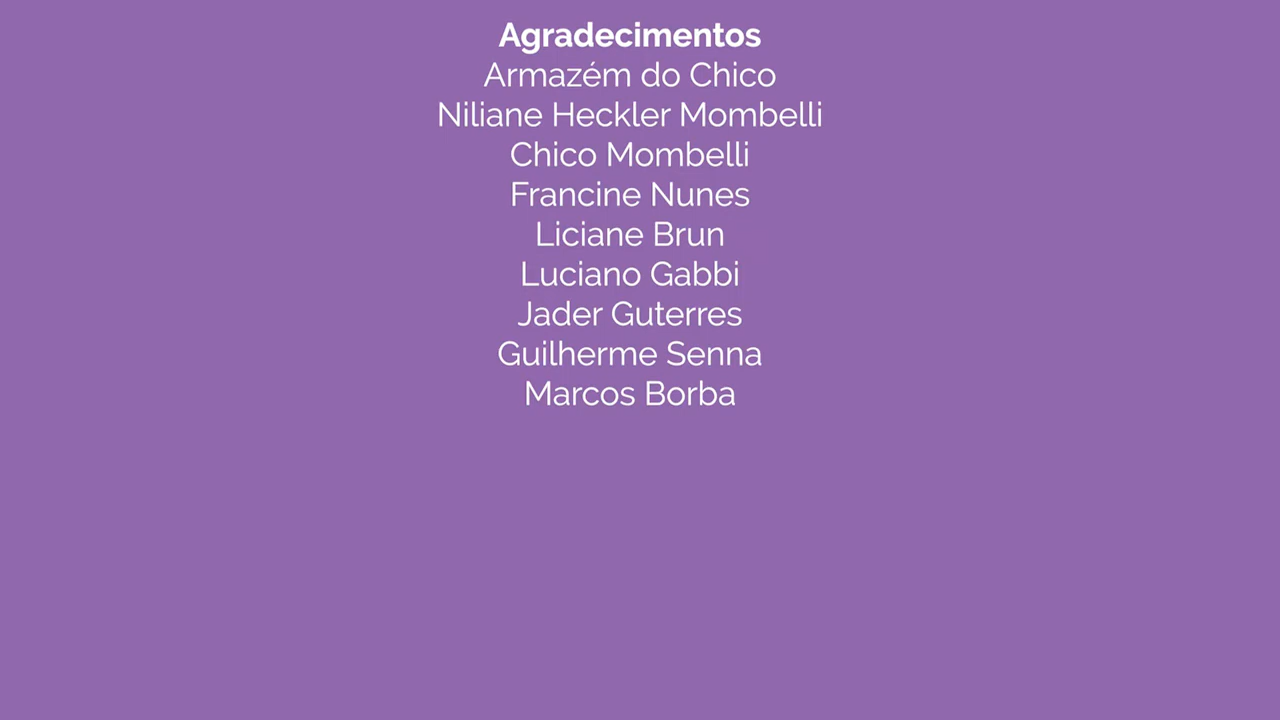 Agradecimentos
Armazém do Chico
Niliane Heckler Mombelli
Chico Mombelli
Francine Nunes
Liciane Brun
Luciano Gabbi
Jader Guterres
Guilherme Senna
Marcos Borba